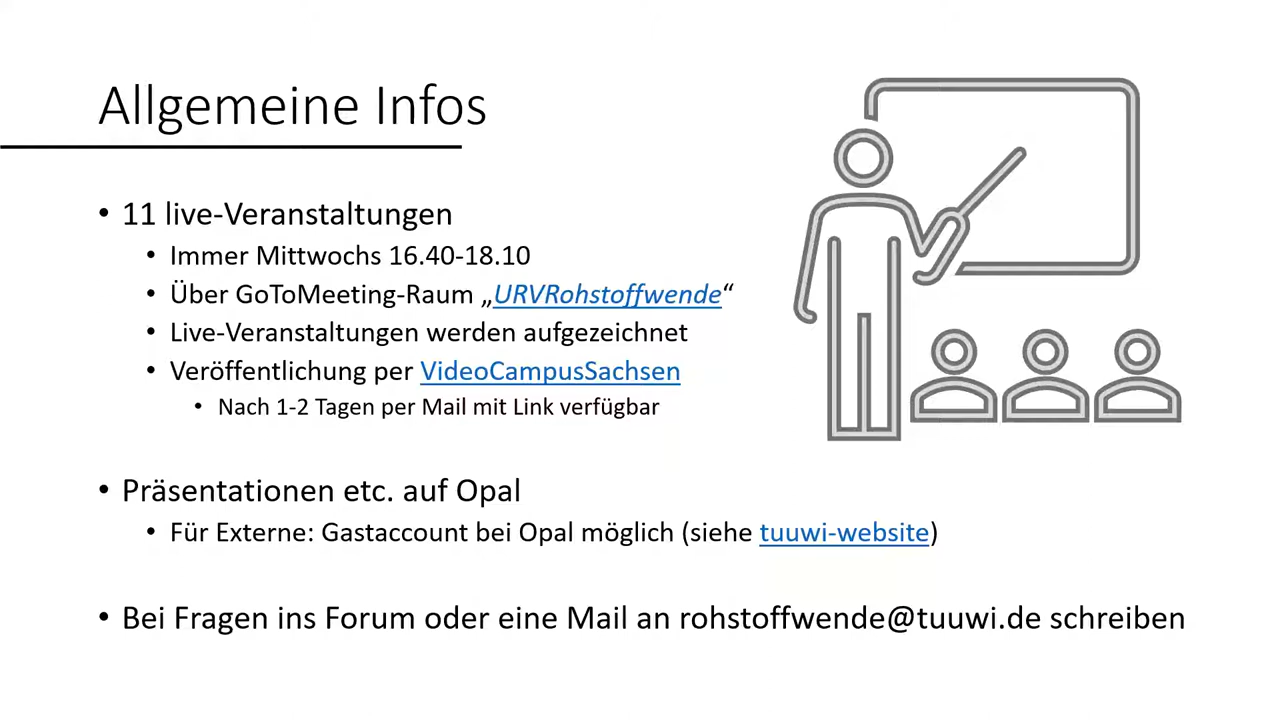 Allgemeine Infos
• 11 live-Veranstaltungen
• Immer Mittwochs 16.40-18.10
• Über GoToMeeting-Raum „URVRohstoffwende“
• Live-Veranstaltungen werden aufgezeichnet
• Veröffentlichung per VideoCampusSachsen
• Nach 1-2 Tagen per Mail mit Link verfügbar
• Präsentationen etc. auf Opal
• Für Externe: Gastaccount bei Opal möglich (siehe tuuwi-website)
• Bei Fragen ins Forum oder eine Mail an rohstoffwende@tuuwi.de schreiben